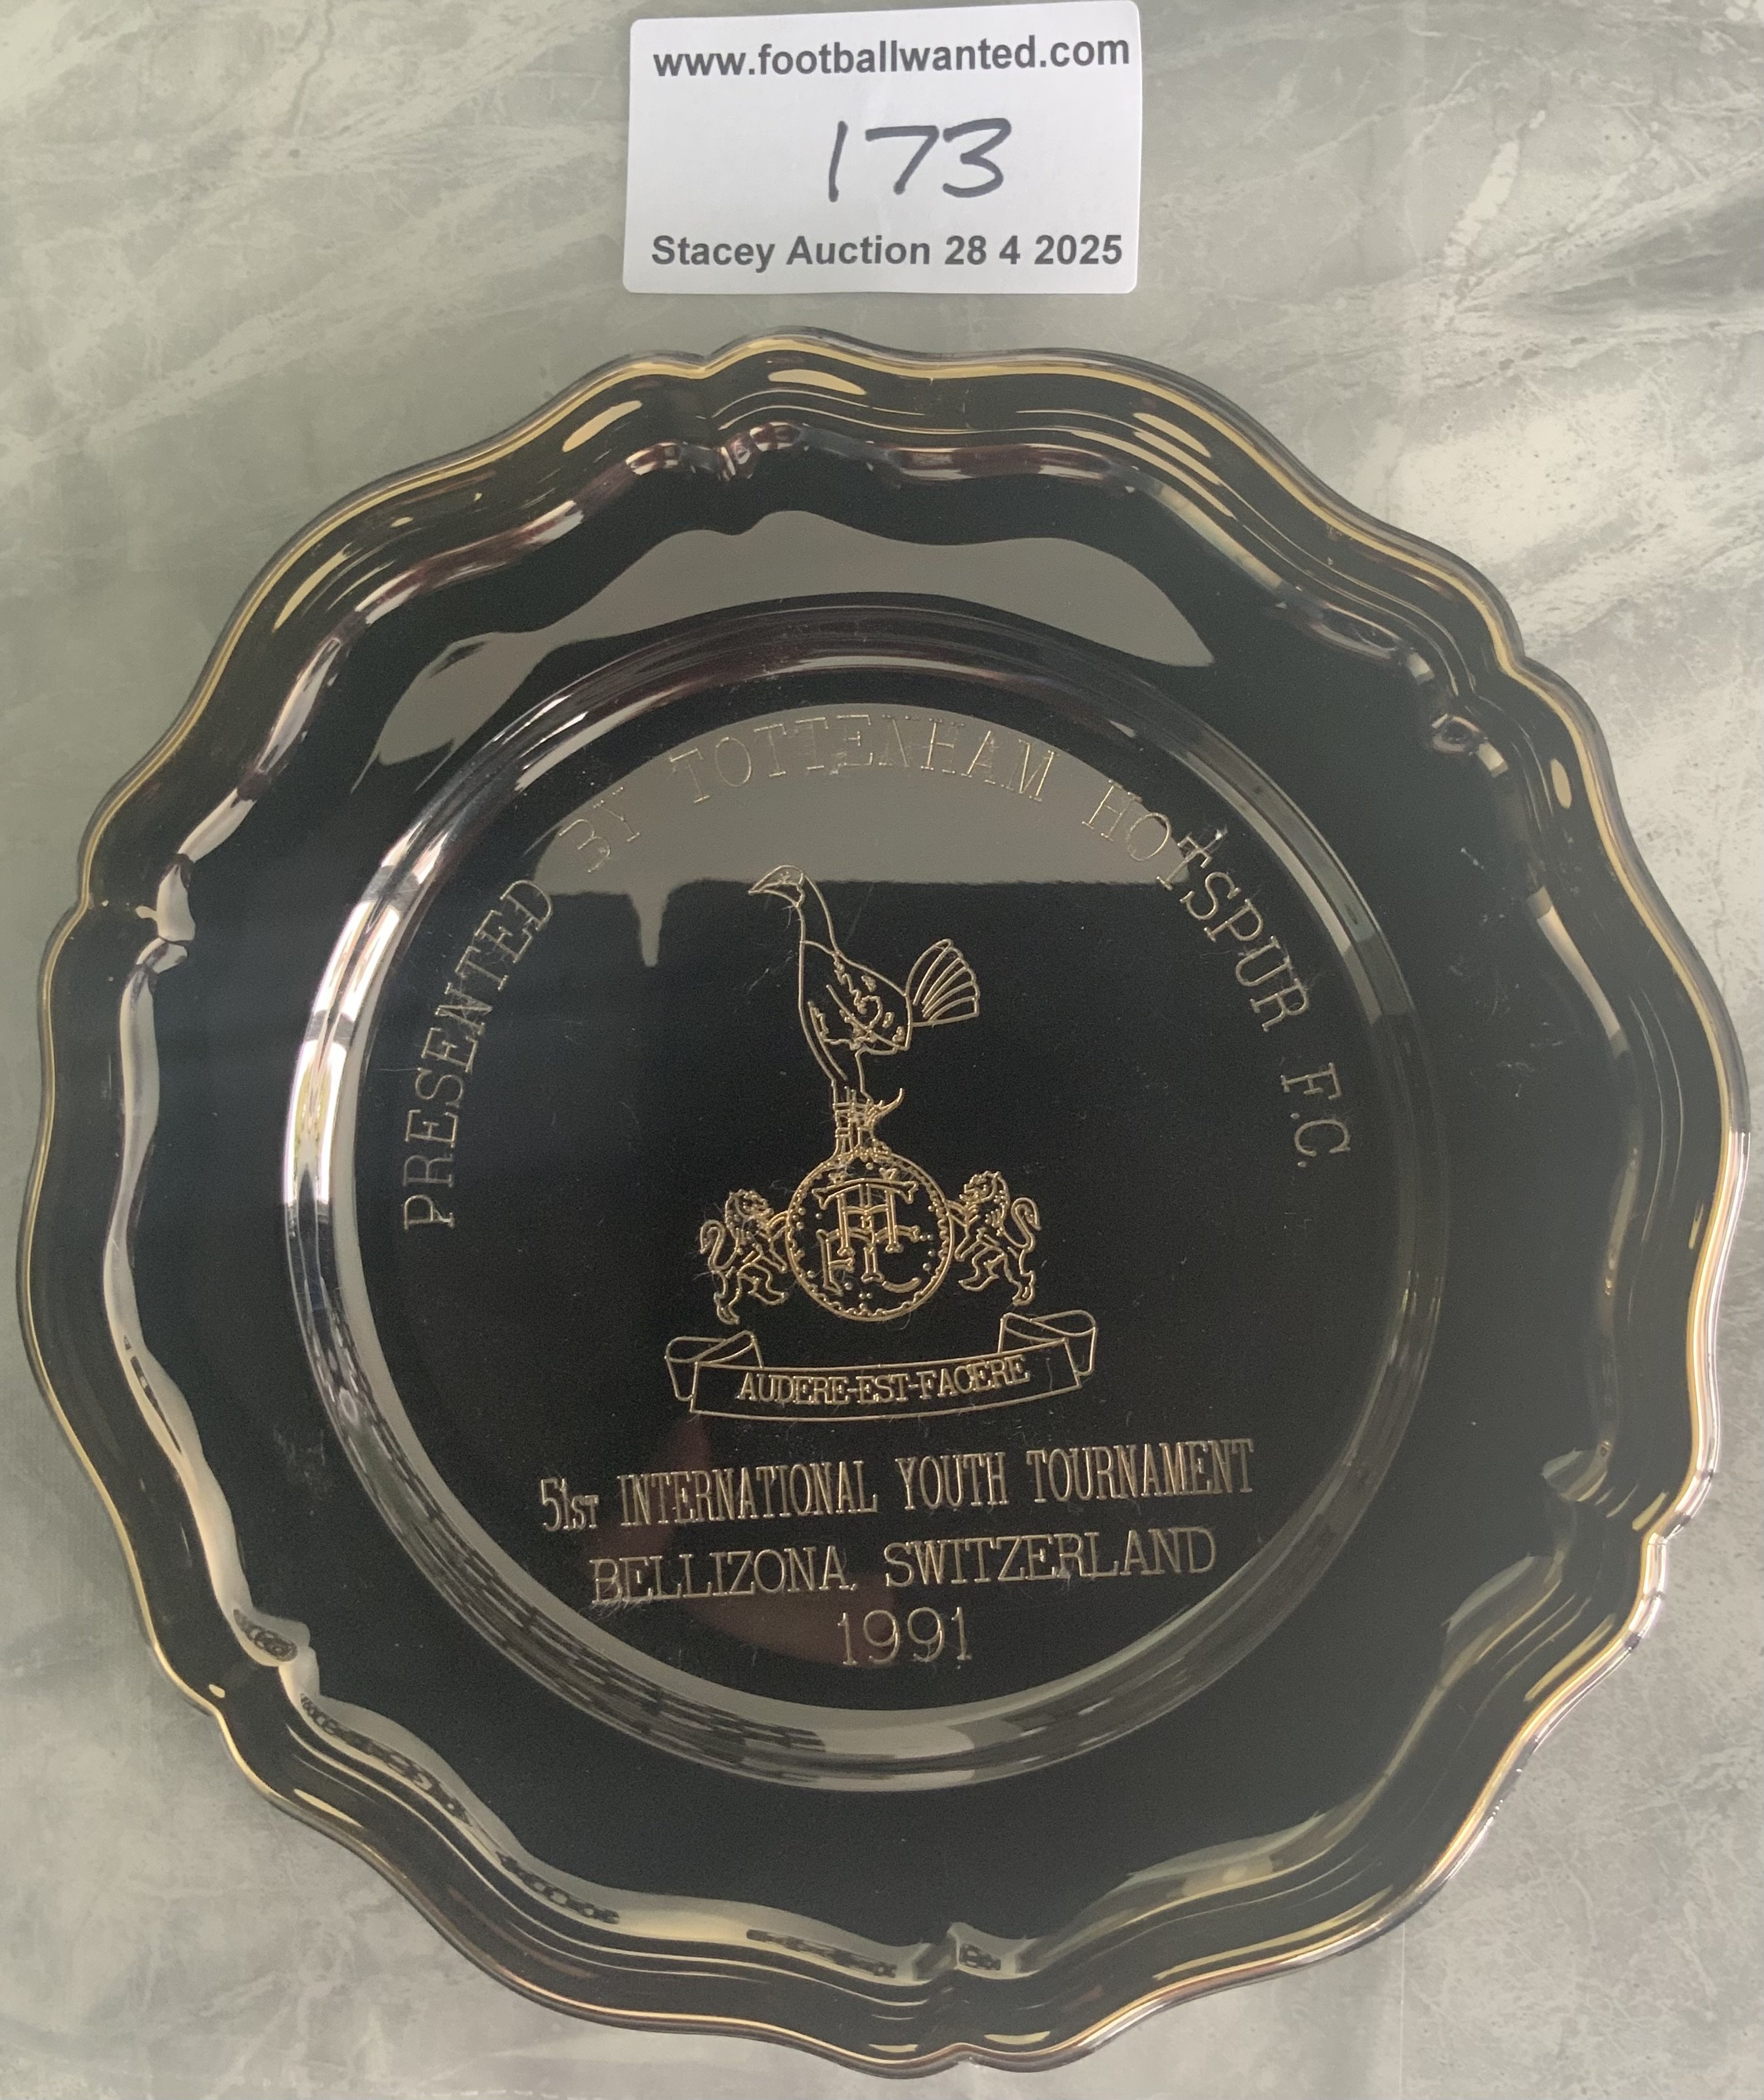 www.footballwanted.com
173
Stacey Auction 28 4 2025
PRESENTED BY TOTTENHAM HOTSPUR F.C.
THFC
AUDERE-EST-FACERE
51ST INTERNATIONAL YOUTH TOURNAMENT
BELLIZONA, SWITZERLAND
1991